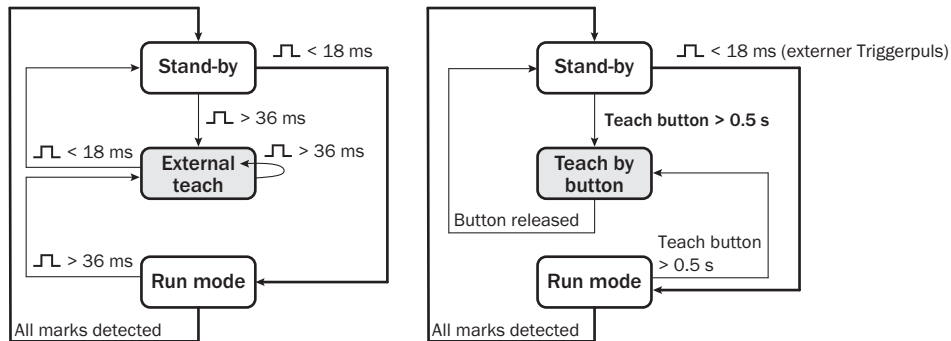 Stand-by
< 18 ms
> 36 ms
< 18 ms
External
teach
> 36 ms
> 36 ms
Run mode
All marks detected
Stand-by
< 18 ms (externer Triggerpuls)
Teach button > 0.5 s
Teach by
button
Button released
Teach button
> 0.5 s
Run mode
All marks detected